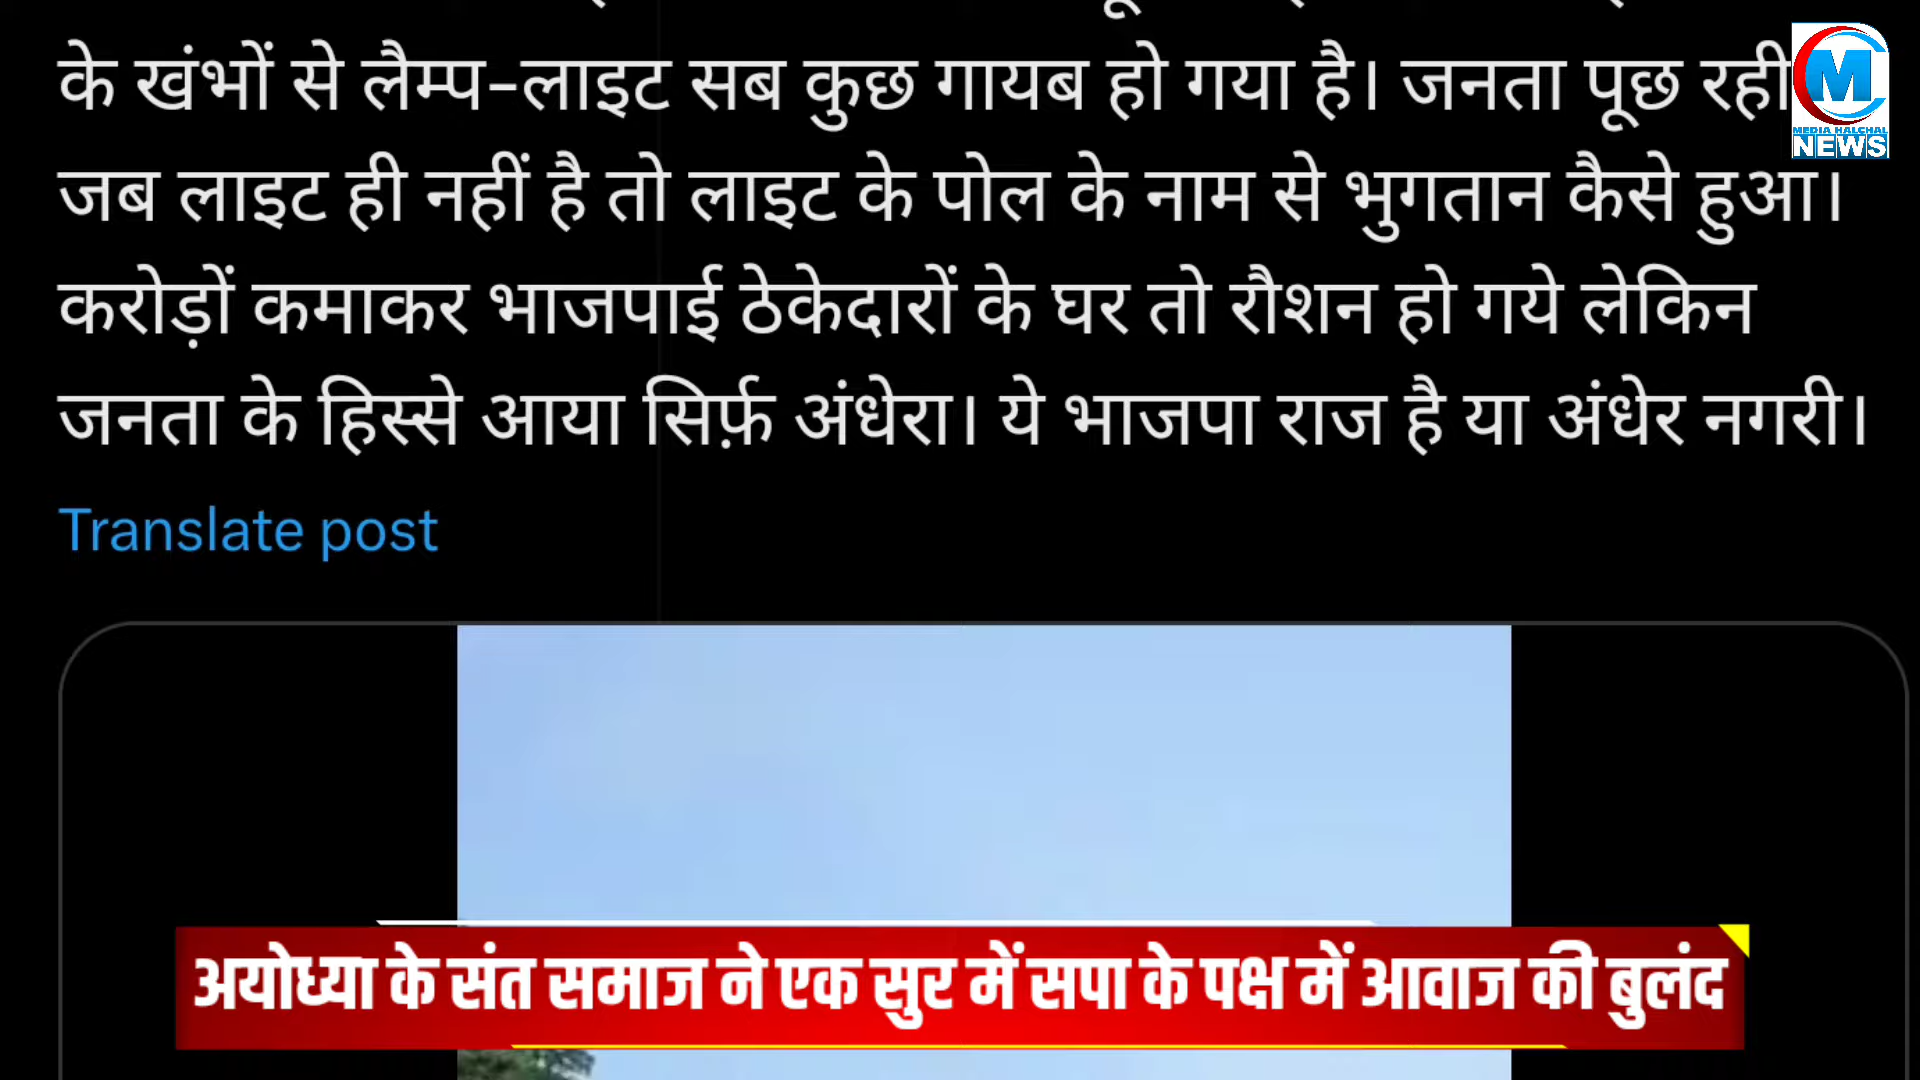 के खंभों से लैम्प-लाइट सब कुछ गायब हो गया है। जनता पूछ रही
जब लाइट ही नहीं है तो लाइट के पोल के नाम से भुगतान कैसे हुआ।
करोड़ों कमाकर भाजपाई ठेकेदारों के घर तो रौशन हो गये लेकिन
जनता के हिस्से आया सिर्फ़ अंधेरा। ये भाजपा राज है या अंधेर नगरी।
Translate post
M
MEDIA HALCHAL
NEWS
अयोध्या के संत समाज ने एक सुर में सपा के पक्ष में आवाज की बुलंद